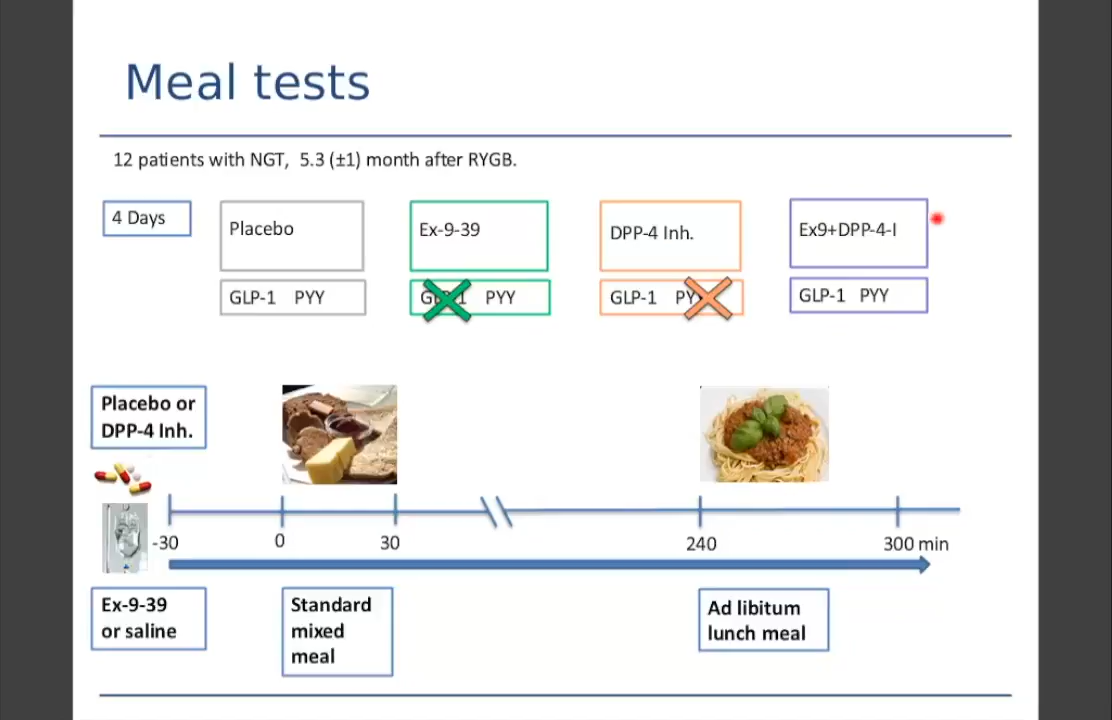 Meal tests
12 patients with NGT, 5.3 (±1) month after RYGB.
4 Days
Placebo
Ex-9-39
DPP-4 Inh.
Ex9+DPP-4-I
GLP-1 PYY
GLP-1 PYY
GLP-1 PYY
GLP-1 PYY
Placebo or
DPP-4 Inh.
-30
0
30
240
300 min
Ex-9-39
or saline
Standard
mixed
meal
Ad libitum
lunch meal